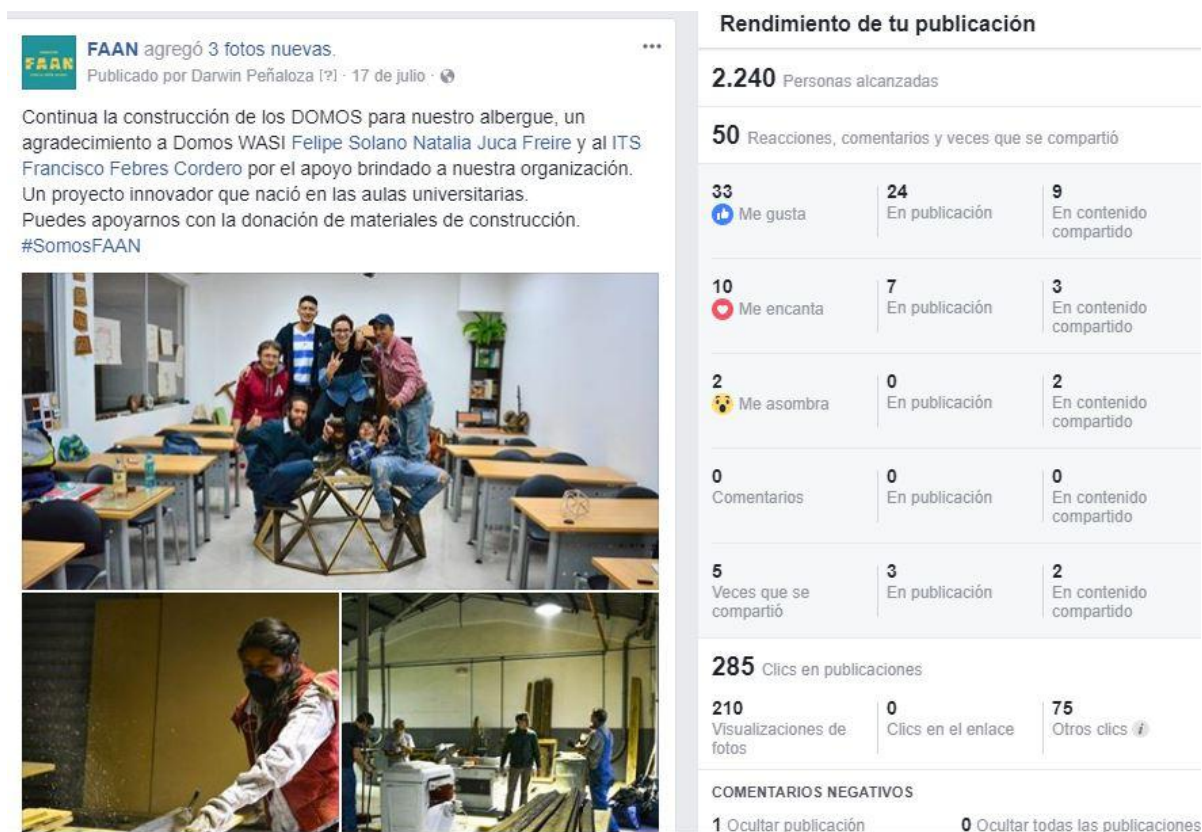 FAAN
FAAN agregó 3 fotos nuevas.
Publicado por Darwin Peñaloza [?] · 17 de julio ·
Continua la construcción de los DOMOS para nuestro albergue, un
agradecimiento a Domos WASI Felipe Solano Natalia Juca Freire y al ITS
Francisco Febres Cordero por el apoyo brindado a nuestra organización.
Un proyecto innovador que nació en las aulas universitarias.
Puedes apoyarnos con la donación de materiales de construcción.
#SomosFAAN
Rendimiento de tu publicación
2.240 Personas alcanzadas
50 Reacciones, comentarios y veces que se compartió
33
Me gusta
24
En publicación
9
En contenido
compartido
10
Me encanta
7
En publicación
3
En contenido
compartido
2
Me asombra
0
En publicación
2
En contenido
compartido
0
Comentarios
0
En publicación
0
En contenido
compartido
5
Veces que se
compartió
3
En publicación
2
En contenido
compartido
285 Clics en publicaciones
210
Visualizaciones de
fotos
0
Clics en el enlace
75
Otros clics i
COMENTARIOS NEGATIVOS
1 Ocultar publicación
0 Ocultar todas las publicaciones